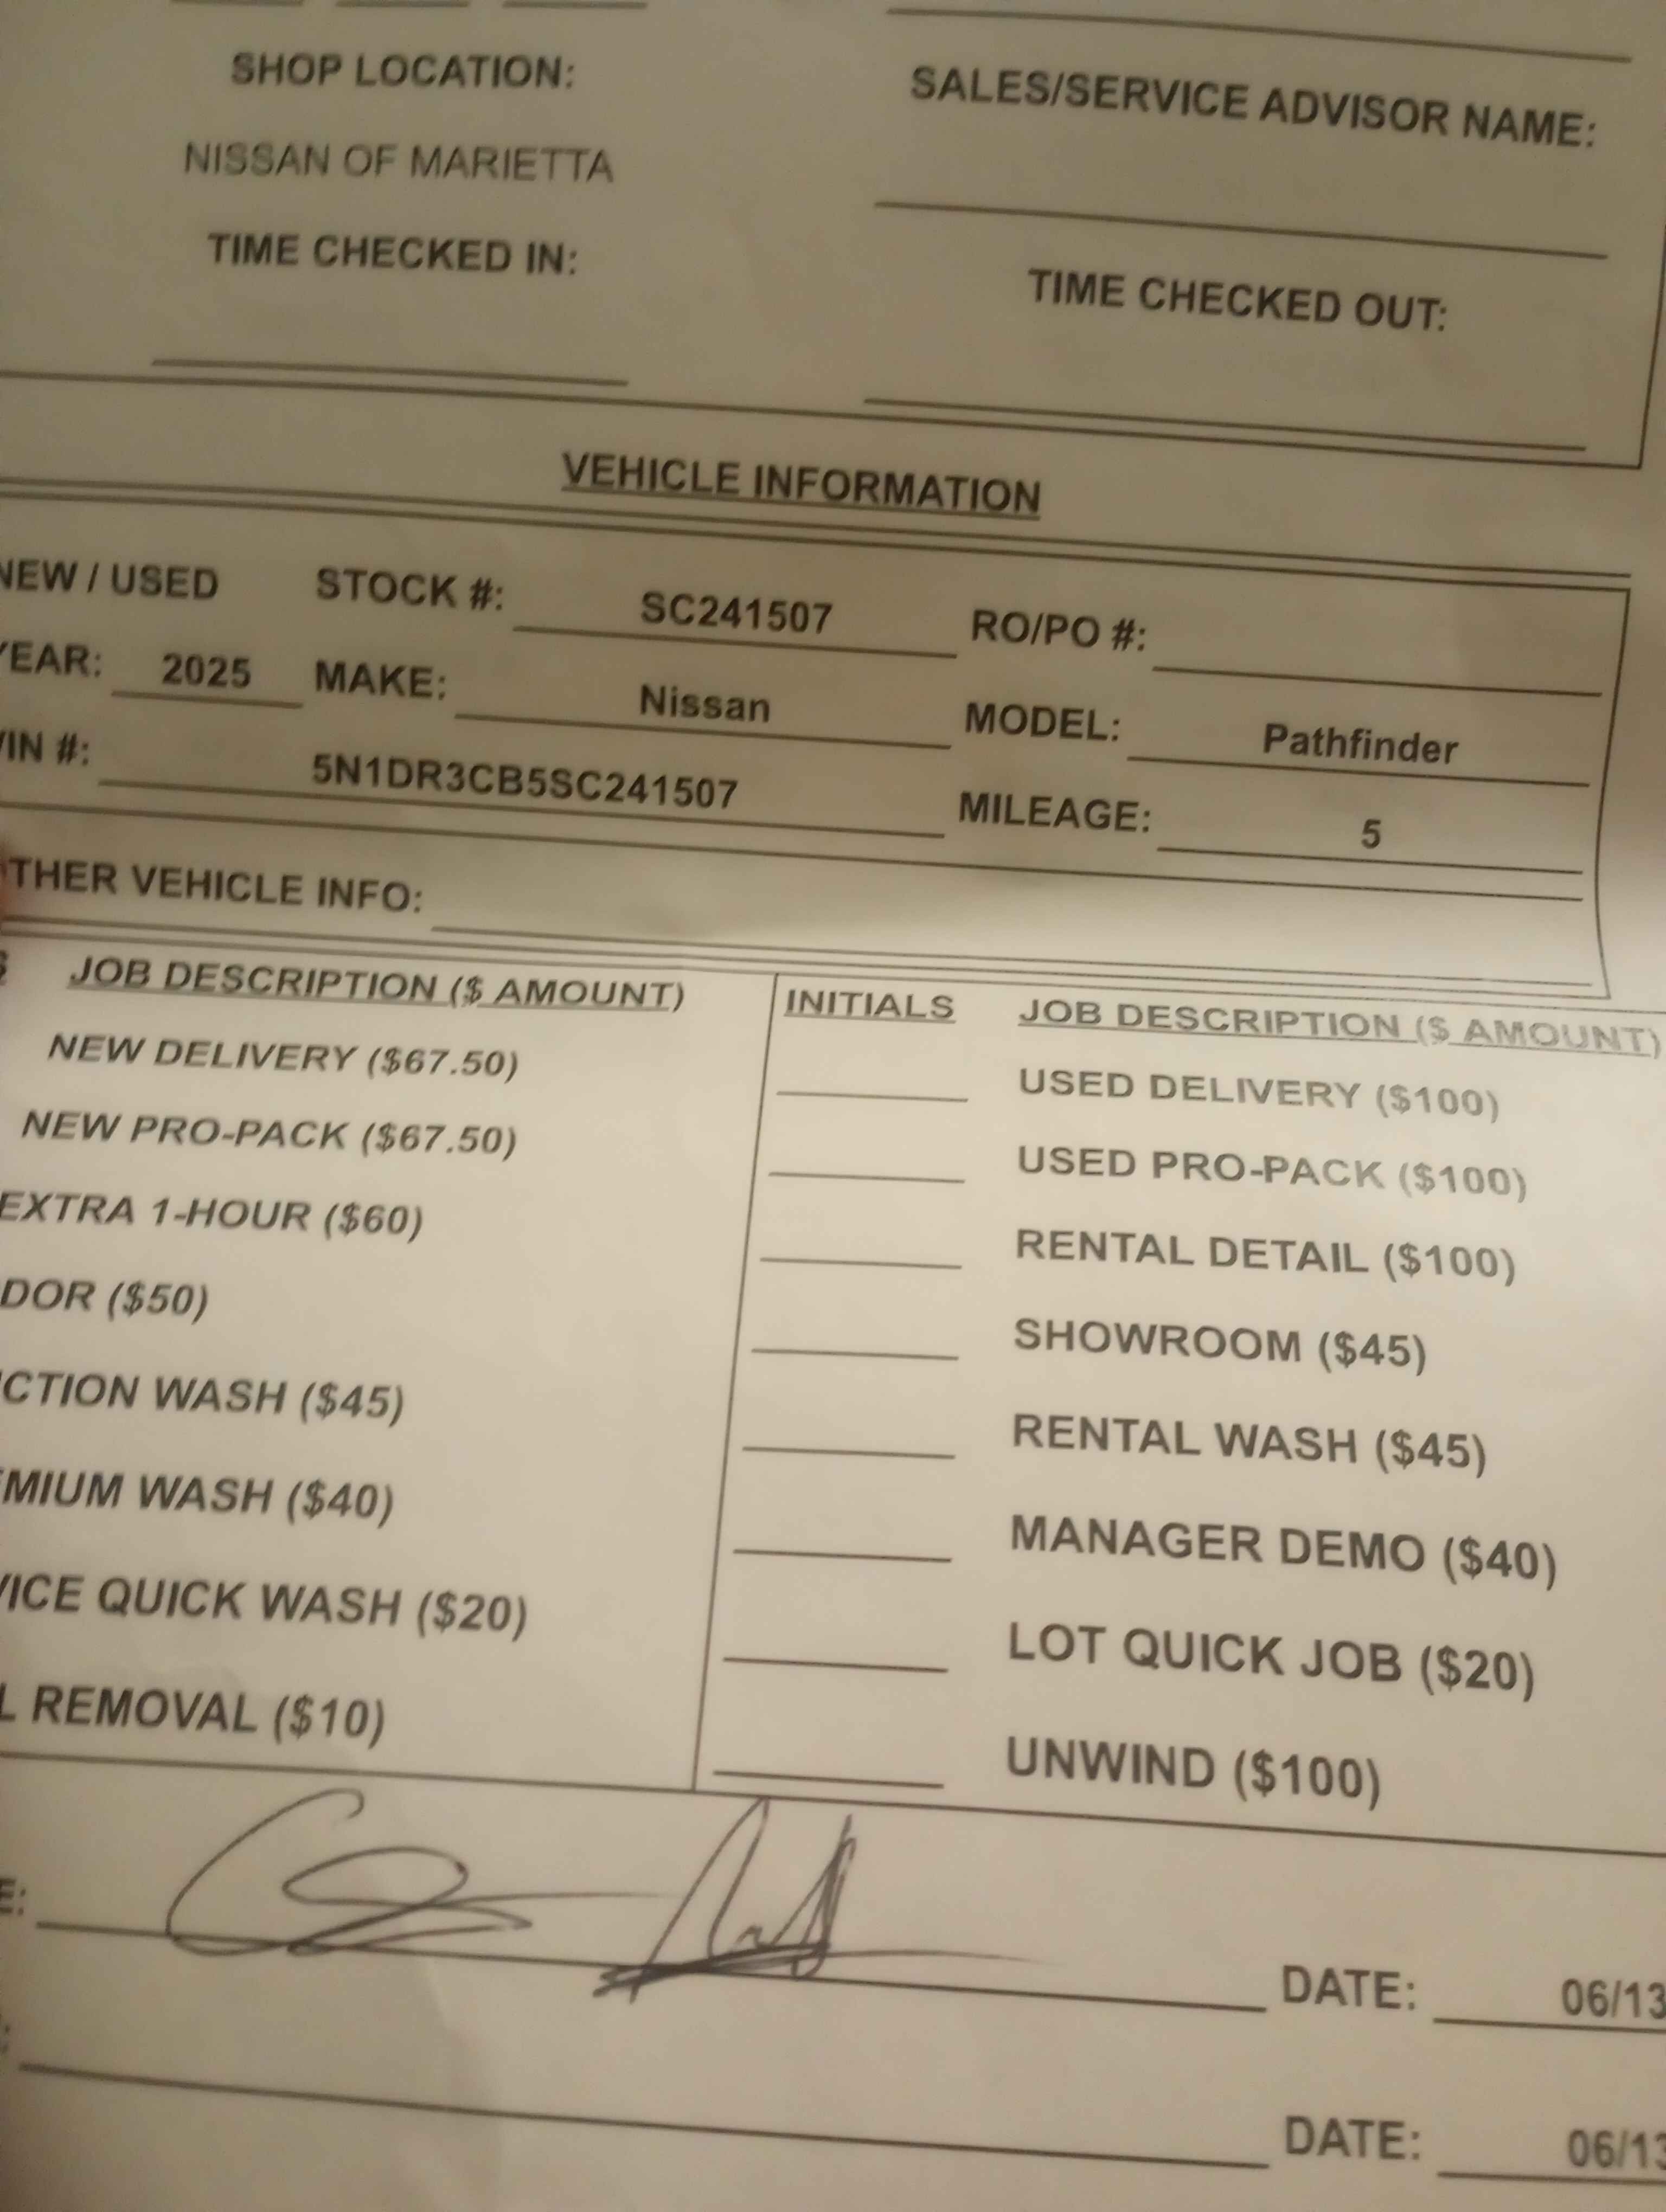 SHOP LOCATION:
SALES/SERVICE ADVISOR NAME:
NISSAN OF MARIETTA
TIME CHECKED IN:
TIME CHECKED OUT:
VEHICLE INFORMATION
NEW / USED STOCK #: SC241507 RO/PO #:
YEAR: 2025 MAKE: Nissan MODEL: Pathfinder
VIN #: 5N1DR3CB5SC241507 MILEAGE: 5
THER VEHICLE INFO:
JOB DESCRIPTION ($ AMOUNT) INITIALS JOB DESCRIPTION ($ AMOUNT)
NEW DELIVERY ($67.50) USED DELIVERY ($100)
NEW PRO-PACK ($67.50) USED PRO-PACK ($100)
EXTRA 1-HOUR ($60) RENTAL DETAIL ($100)
DOR ($50) SHOWROOM ($45)
CTION WASH ($45) RENTAL WASH ($45)
MIUM WASH ($40) MANAGER DEMO ($40)
VICE QUICK WASH ($20) LOT QUICK JOB ($20)
L REMOVAL ($10) UNWIND ($100)
E: DATE: 06/13
DATE: 06/13